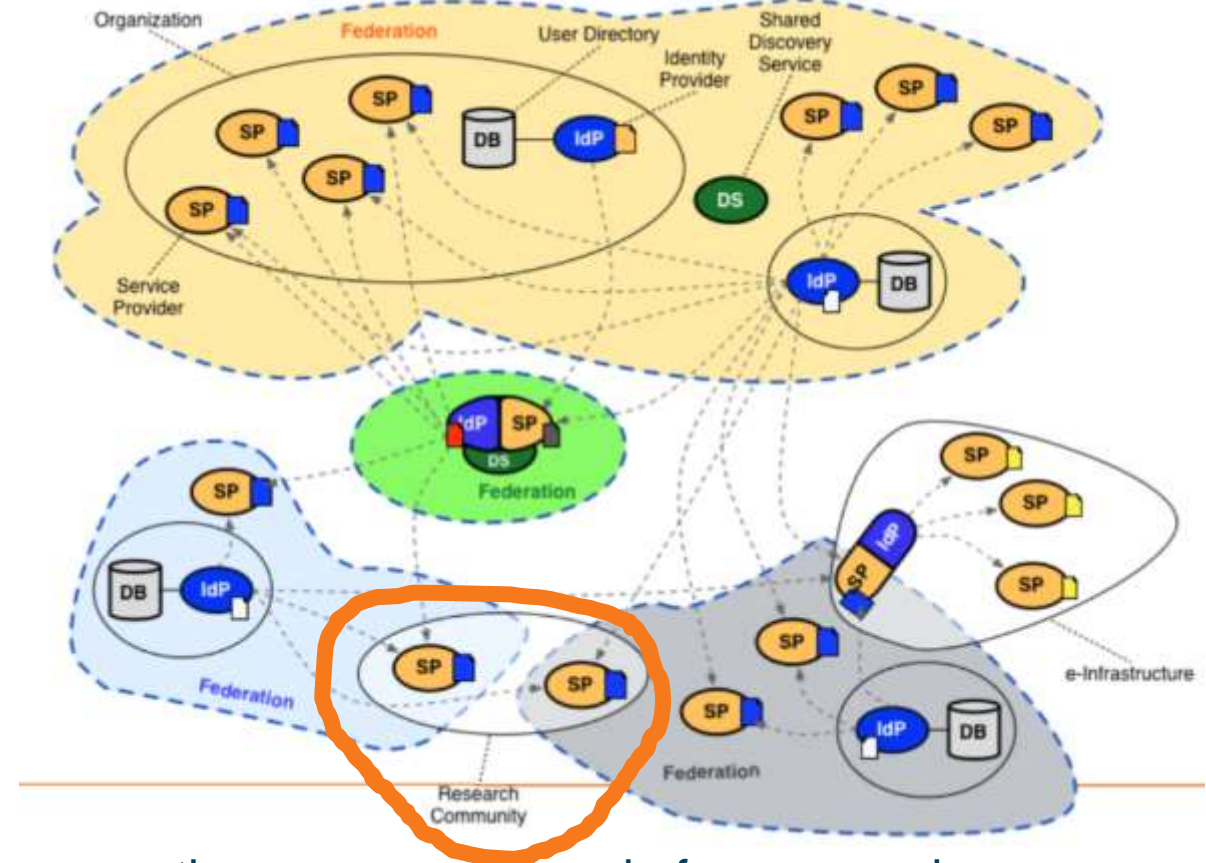 Organization
Federation
User Directory
Shared
Discovery
Service
Identity
Provider
SP
SP
SP
SP
DB
IdP
SP
SP
SP
DS
IdP
DB
Service
Provider
IdP
SP
DS
Federation
SP
DB
IdP
Federation
SP
SP
Research
Community
SP
SP
SP
IdP
SP
e-Infrastructure
SP
SP
IdP
DB
Federation